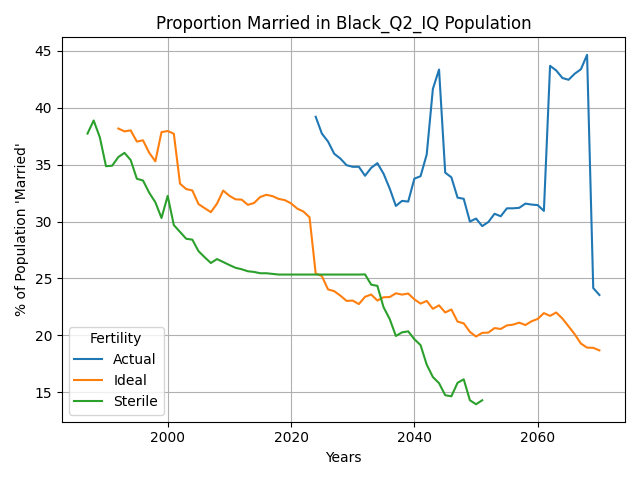 Proportion Married in Black_Q2_IQ Population
% of Population 'Married'
45
40
35
30
25
20
15
Fertility
Actual
Ideal
Sterile
2000
2020
2040
2060
Years